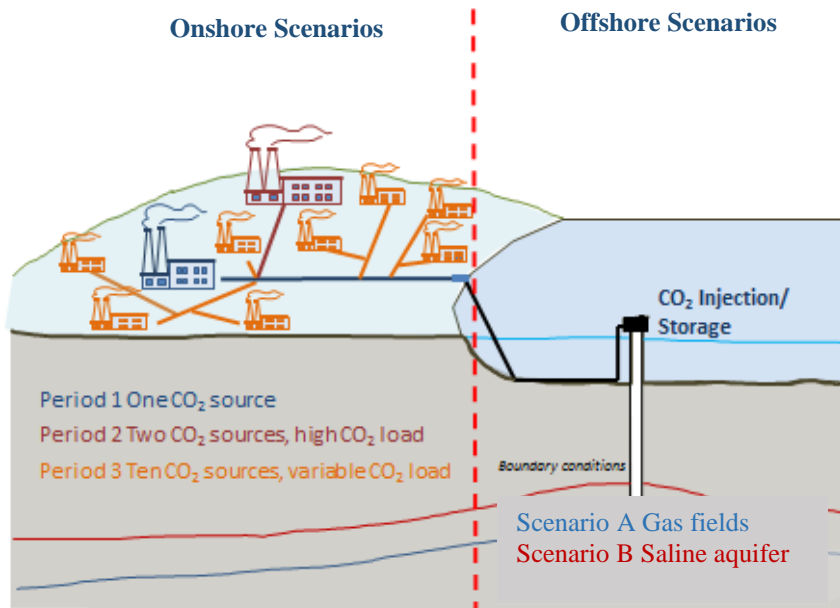 Onshore Scenarios
Offshore Scenarios
CO₂ Injection/
Storage
Period 1 One CO₂ source
Period 2 Two CO₂ sources, high CO₂ load
Period 3 Ten CO₂ sources, variable CO₂ load
Boundary conditions
Scenario A Gas fields
Scenario B Saline aquifer